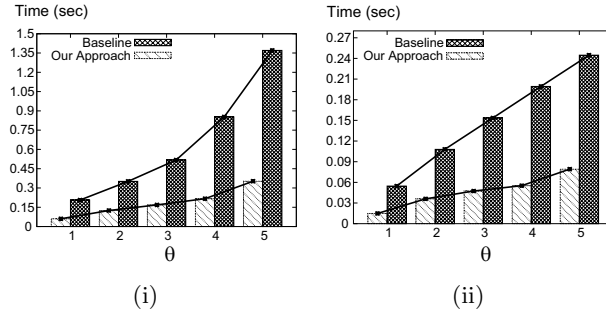 Time (sec)
1.5
1.35
1.2
1.05
0.9
0.75
0.6
0.45
0.3
0.15
0
Baseline
Our Approach
1 2 3 4 5
θ
(i)
Time (sec)
0.27
0.24
0.21
0.18
0.15
0.12
0.09
0.06
0.03
0
Baseline
Our Approach
1 2 3 4 5
θ
(ii)